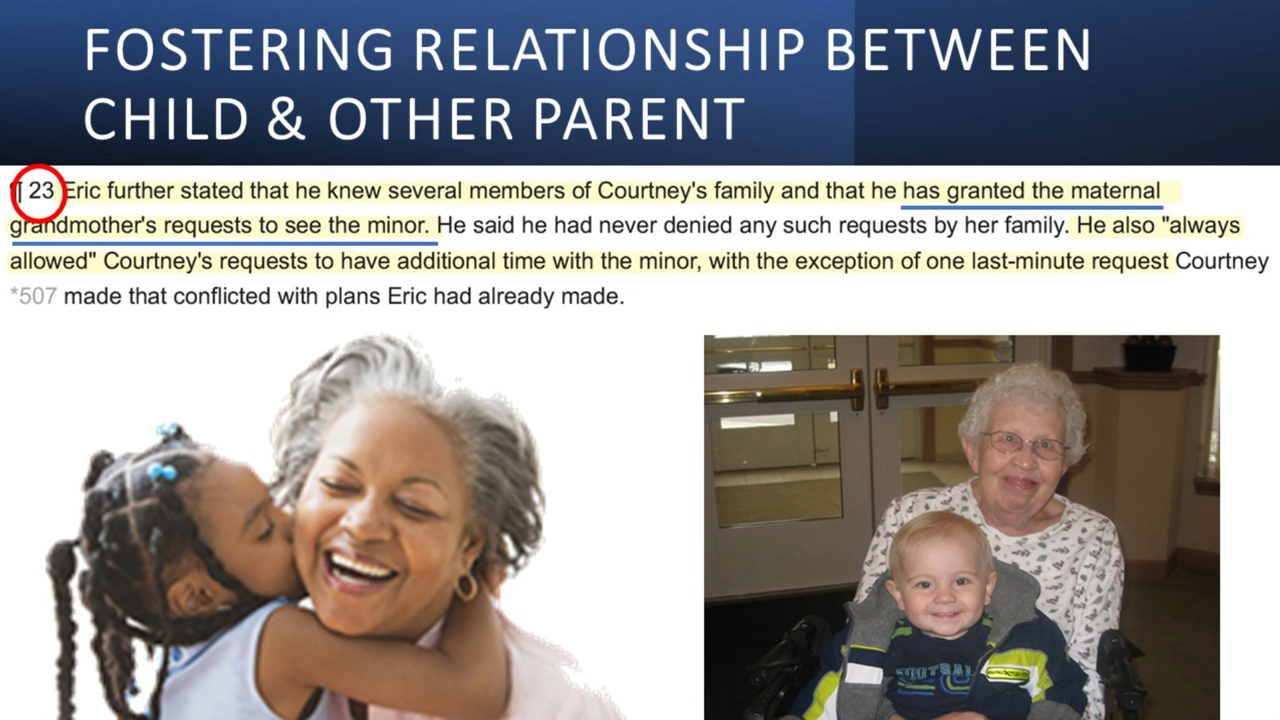 FOSTERING RELATIONSHIP BETWEEN
CHILD & OTHER PARENT
¶ 23 Eric further stated that he knew several members of Courtney's family and that he has granted the maternal
grandmother's requests to see the minor. He said he had never denied any such requests by her family. He also "always
allowed" Courtney's requests to have additional time with the minor, with the exception of one last-minute request Courtney
*507 made that conflicted with plans Eric had already made.
FOOTBALL